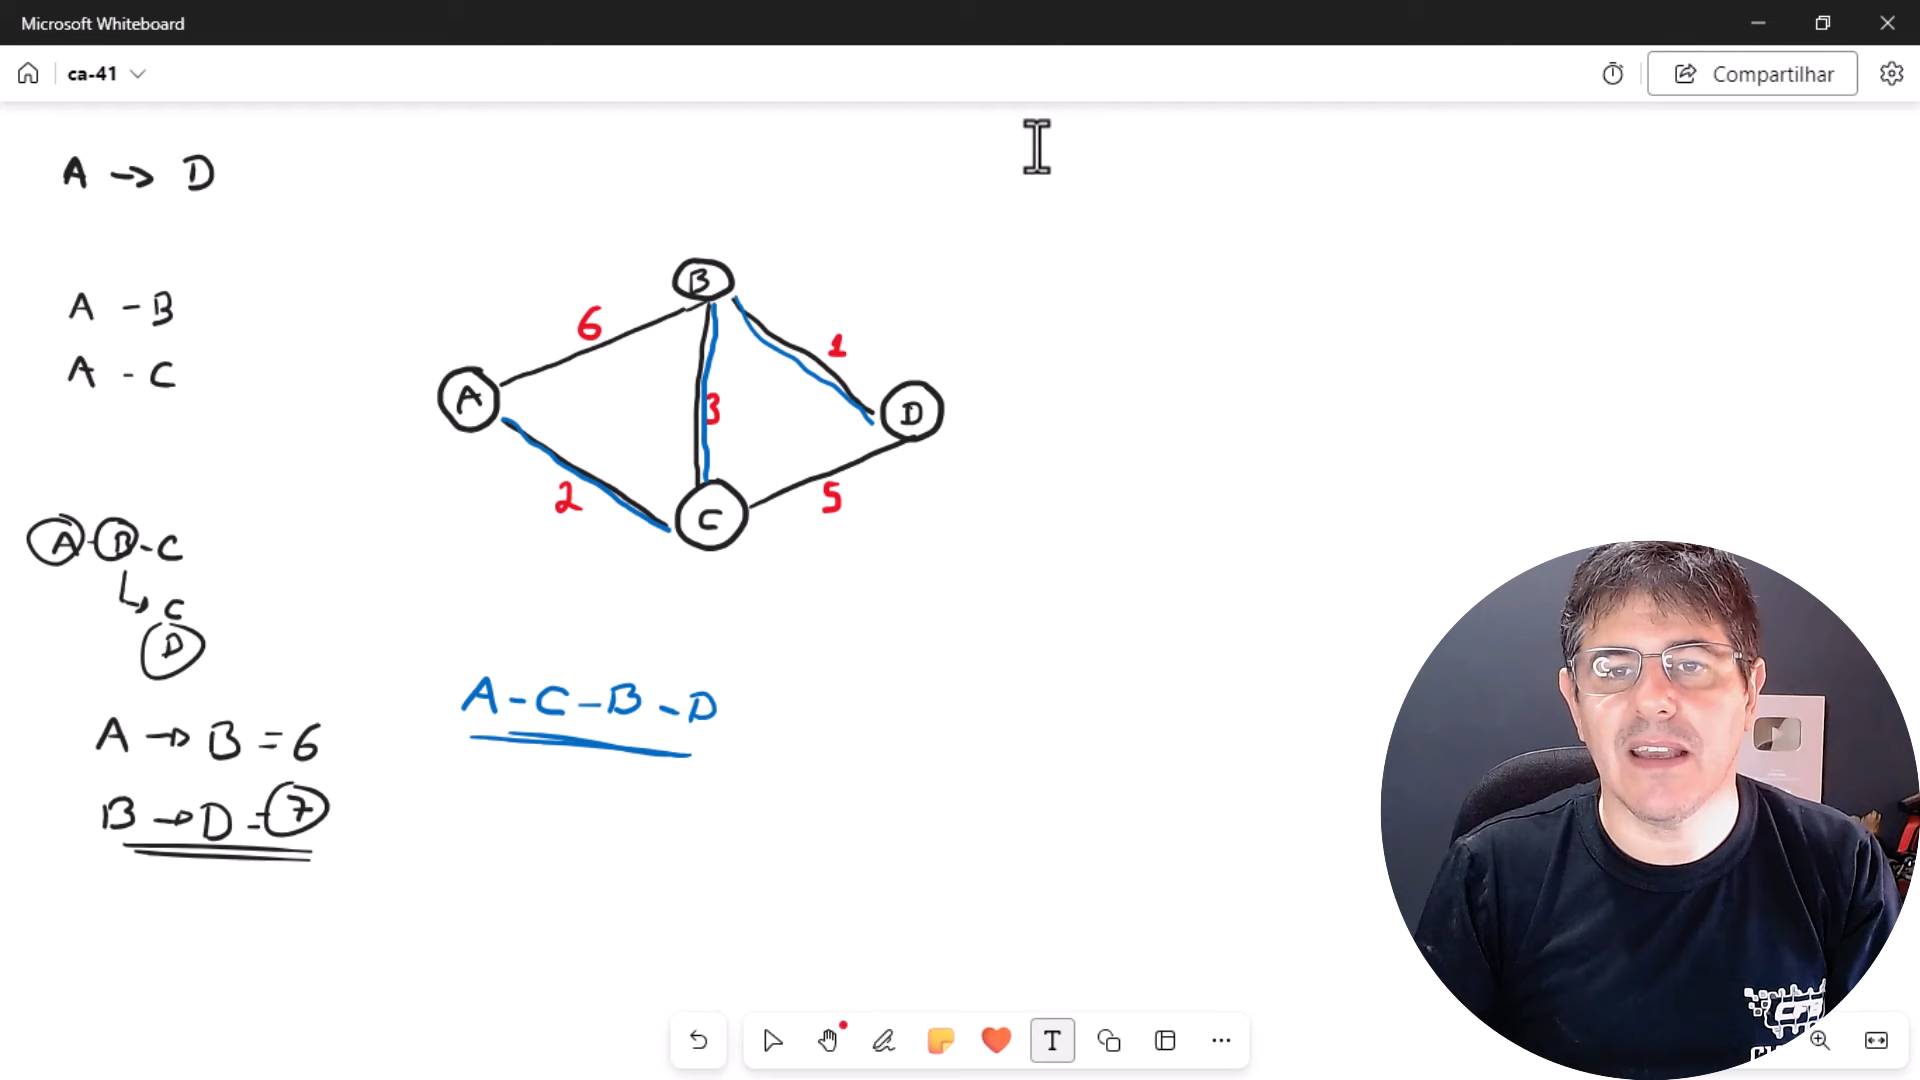 Microsoft Whiteboard
ca-41
Compartilhar
A → D
A - B
A - C
A-B-C
↳ C
D
A → B = 6
B → D = 7
B
6
1
A
3
D
2
C
5
A-C-B-D
T